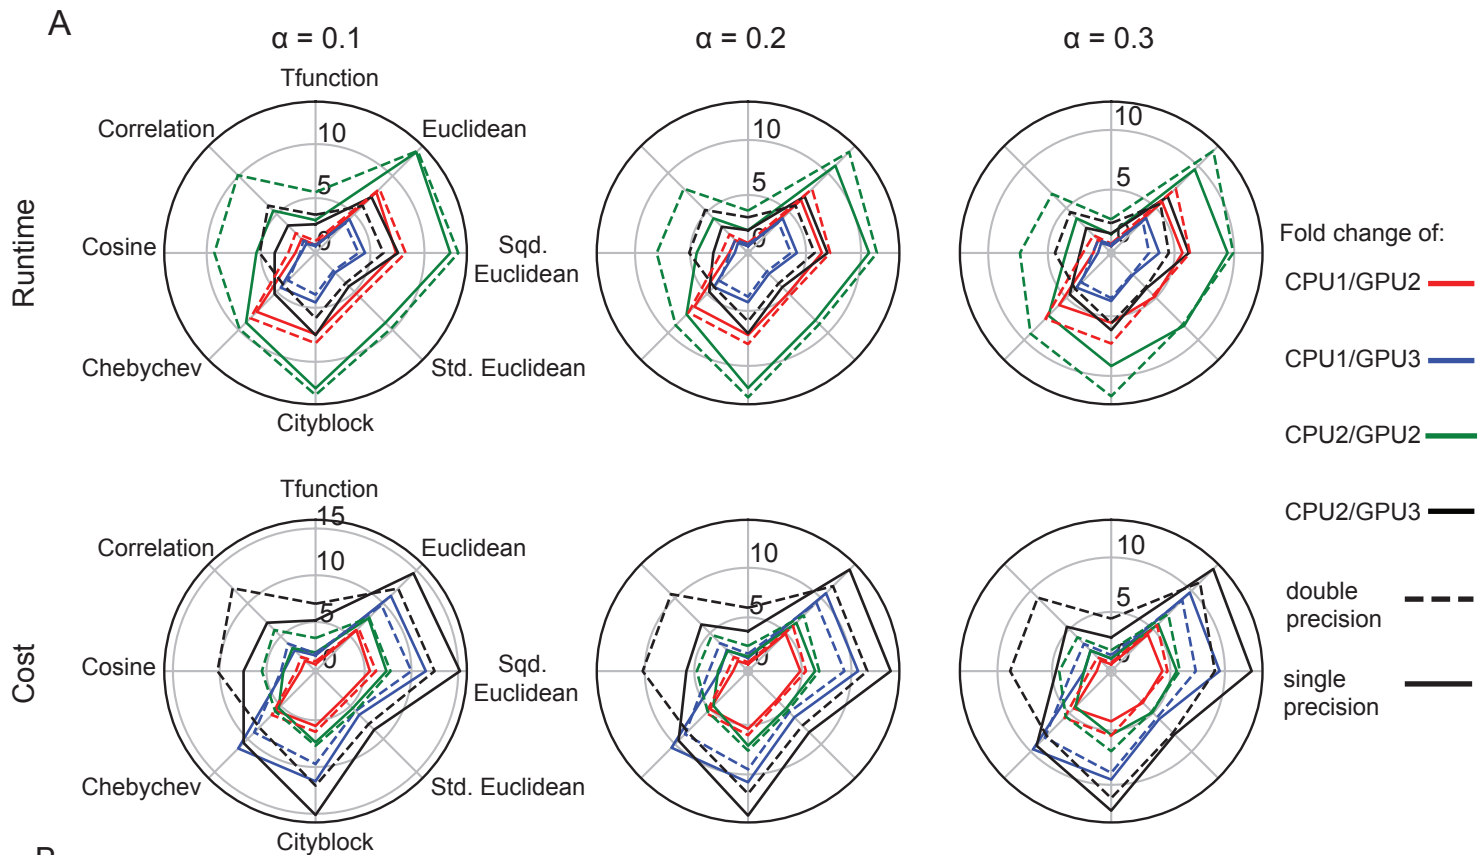 A
α = 0.1
α = 0.2
α = 0.3
Tfunction
Correlation
10
Euclidean
10
10
5
5
5
Runtime
Cosine
0
Sqd.
Euclidean
0
0
Fold change of:
CPU1/GPU2
CPU1/GPU3
Chebychev
Std. Euclidean
Cityblock
CPU2/GPU2
Tfunction
15
CPU2/GPU3
Correlation
10
Euclidean
10
10
5
5
5
double
precision
Cost
Cosine
0
Sqd.
Euclidean
0
0
single
precision
Chebychev
Std. Euclidean
Cityblock